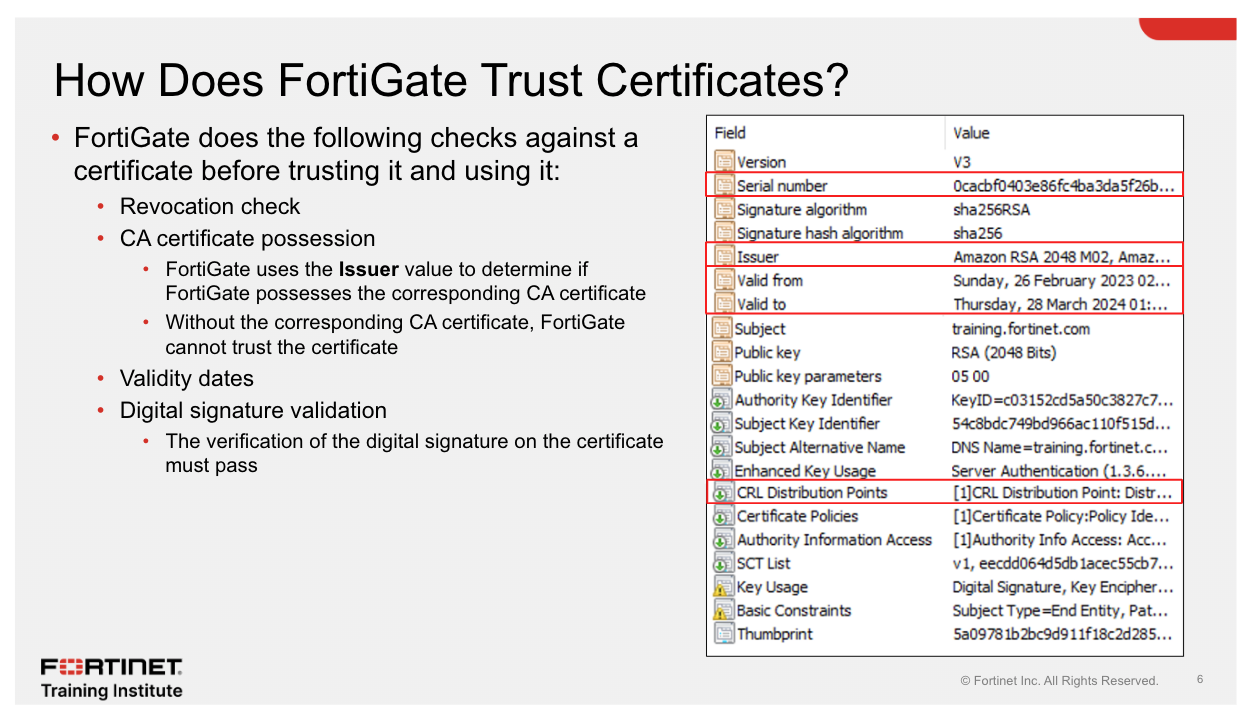 How Does FortiGate Trust Certificates?
• FortiGate does the following checks against a
certificate before trusting it and using it:
• Revocation check
• CA certificate possession
• FortiGate uses the Issuer value to determine if
FortiGate possesses the corresponding CA certificate
• Without the corresponding CA certificate, FortiGate
cannot trust the certificate
• Validity dates
• Digital signature validation
• The verification of the digital signature on the certificate
must pass
Field Value
Version V3
Serial number 0cacbf0403e86fc4ba3da5f26b...
Signature algorithm sha256RSA
Signature hash algorithm sha256
Issuer Amazon RSA 2048 M02, Amaz...
Valid from Sunday, 26 February 2023 02...
Valid to Thursday, 28 March 2024 01:...
Subject training.fortinet.com
Public key RSA (2048 Bits)
Public key parameters 05 00
Authority Key Identifier KeyID=c03152cd5a50c3827c7...
Subject Key Identifier 54c8bdc749bd966ac110f515d...
Subject Alternative Name DNS Name=training.fortinet.c...
Enhanced Key Usage Server Authentication (1.3.6....
CRL Distribution Points [1]CRL Distribution Point: Distr...
Certificate Policies [1]Certificate Policy:Policy Ide...
Authority Information Access [1]Authority Info Access: Acc...
SCT List v1, eecdd064d5db1acec55cb7...
Key Usage Digital Signature, Key Encipher...
Basic Constraints Subject Type=End Entity, Pat...
Thumbprint 5a09781b2bc9d911f18c2d285...
FORTINET
Training Institute
© Fortinet Inc. All Rights Reserved. 6